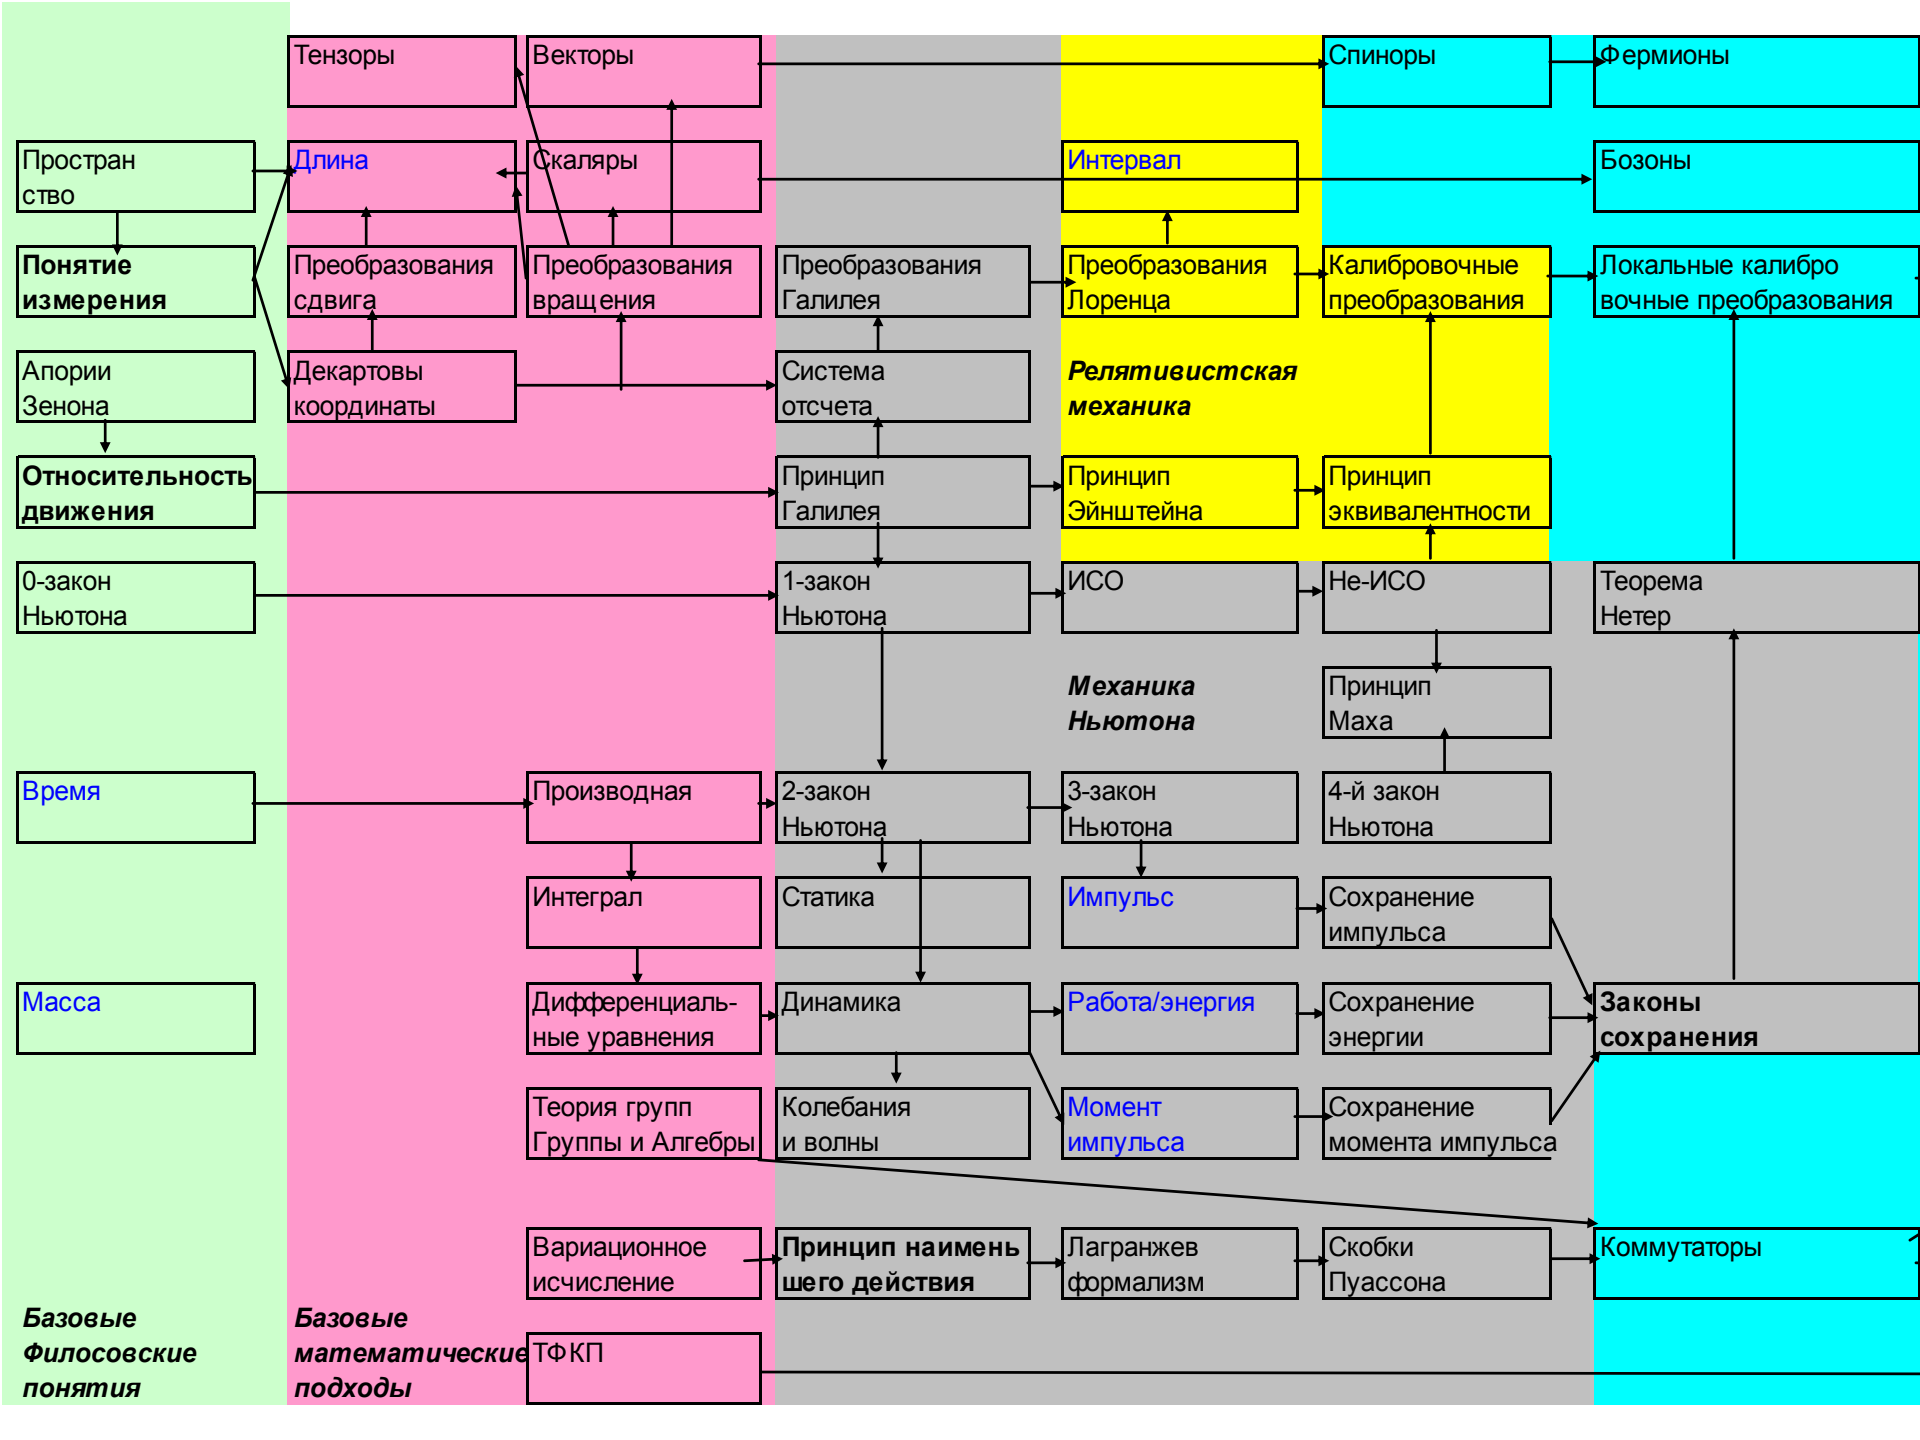 Тензоры
Векторы
Спиноры
Фермионы
Простран
ство
Длина
Скаляры
Интервал
Бозоны
Понятие
измерения
Преобразования
сдвига
Преобразования
вращения
Преобразования
Галилея
Преобразования
Лоренца
Калибровочные
преобразования
Локальные калибро
вочные преобразования
Апории
Зенона
Декартовы
координаты
Система
отсчета
Релятивистская
механика
Относительность
движения
Принцип
Галилея
Принцип
Эйнштейна
Принцип
эквивалентности
0-закон
Ньютона
1-закон
Ньютона
ИСО
Не-ИСО
Теорема
Нетер
Механика
Ньютона
Принцип
Маха
Время
Производная
2-закон
Ньютона
3-закон
Ньютона
4-й закон
Ньютона
Интеграл
Статика
Импульс
Сохранение
импульса
Масса
Дифференциаль-
ные уравнения
Динамика
Работа/энергия
Сохранение
энергии
Законы
сохранения
Теория групп
Группы и Алгебры
Колебания
и волны
Момент
импульса
Сохранение
момента импульса
Вариационное
исчисление
Принцип наимень
шего действия
Лагранжев
формализм
Скобки
Пуассона
Коммутаторы
Базовые
Филосовские
понятия
Базовые
математические
подходы
ТФКП